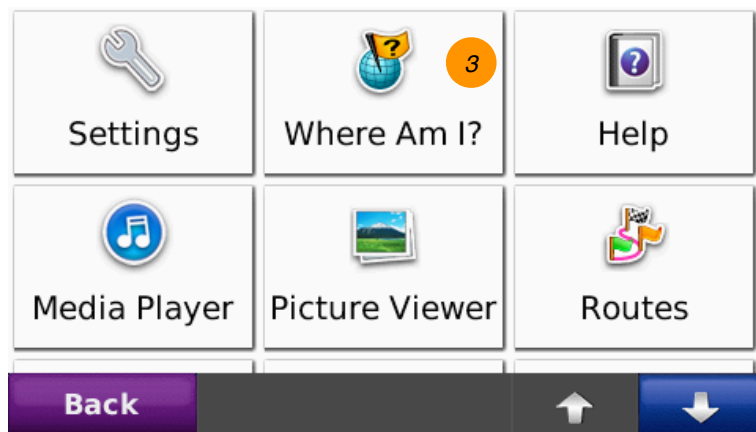 3
Settings
Where Am I?
Help
Media Player
Picture Viewer
Routes
Back